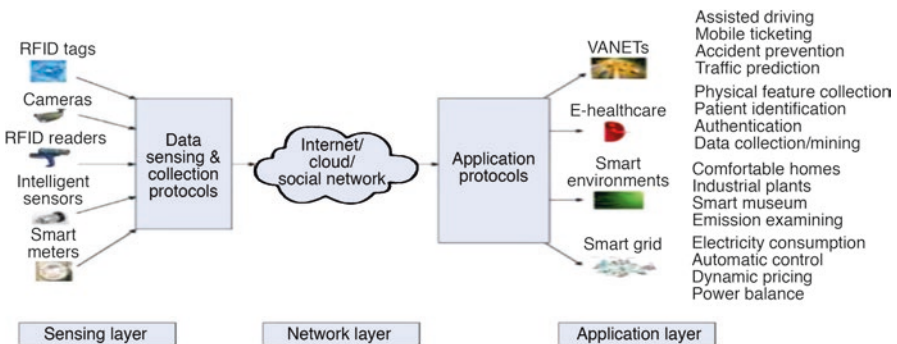 RFID tags
Cameras
RFID readers
Intelligent
sensors
Smart
meters
Data
sensing &
collection
protocols
Internet/
cloud/
social network
Application
protocols
VANETs
Assisted driving
Mobile ticketing
Accident prevention
Traffic prediction
E-healthcare
Physical feature collection
Patient identification
Authentication
Data collection/mining
Smart
environments
Comfortable homes
Industrial plants
Smart museum
Emission examining
Smart grid
Electricity consumption
Automatic control
Dynamic pricing
Power balance
Sensing layer
Network layer
Application layer